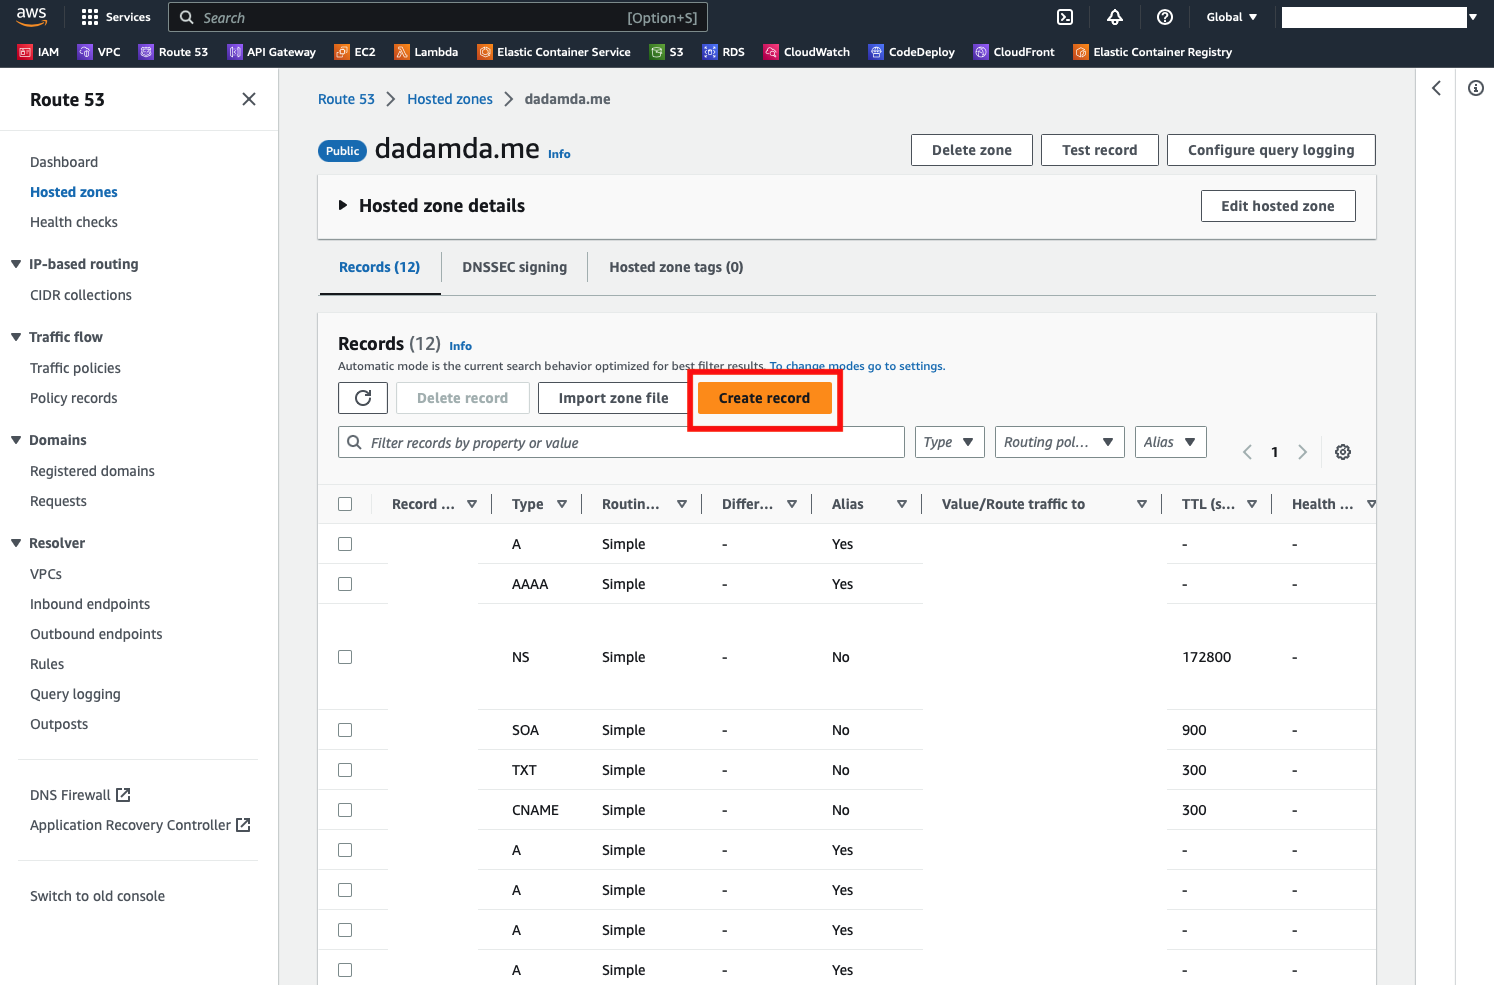 aws Services Search [Option+S] Global
IAM VPC Route 53 API Gateway EC2 Lambda Elastic Container Service S3 RDS CloudWatch CodeDeploy CloudFront Elastic Container Registry
Route 53
Dashboard
Hosted zones
Health checks
IP-based routing
CIDR collections
Traffic flow
Traffic policies
Policy records
Domains
Registered domains
Requests
Resolver
VPCs
Inbound endpoints
Outbound endpoints
Rules
Query logging
Outposts
DNS Firewall
Application Recovery Controller
Switch to old console
Route 53 Hosted zones dadamda.me
Public dadamda.me Info Delete zone Test record Configure query logging
Hosted zone details Edit hosted zone
Records (12) DNSSEC signing Hosted zone tags (0)
Records (12) Info
Automatic mode is the current search behavior optimized for best filter results. To change modes go to settings.
Delete record Import zone file Create record
Filter records by property or value Type Routing pol... Alias 1
Record ... Type Routin... Differ... Alias Value/Route traffic to TTL (s... Health ...
A Simple - Yes - -
AAAA Simple - Yes - -
NS Simple - No 172800 -
SOA Simple - No 900 -
TXT Simple - No 300 -
CNAME Simple - No 300 -
A Simple - Yes - -
A Simple - Yes - -
A Simple - Yes - -
A Simple - Yes - -